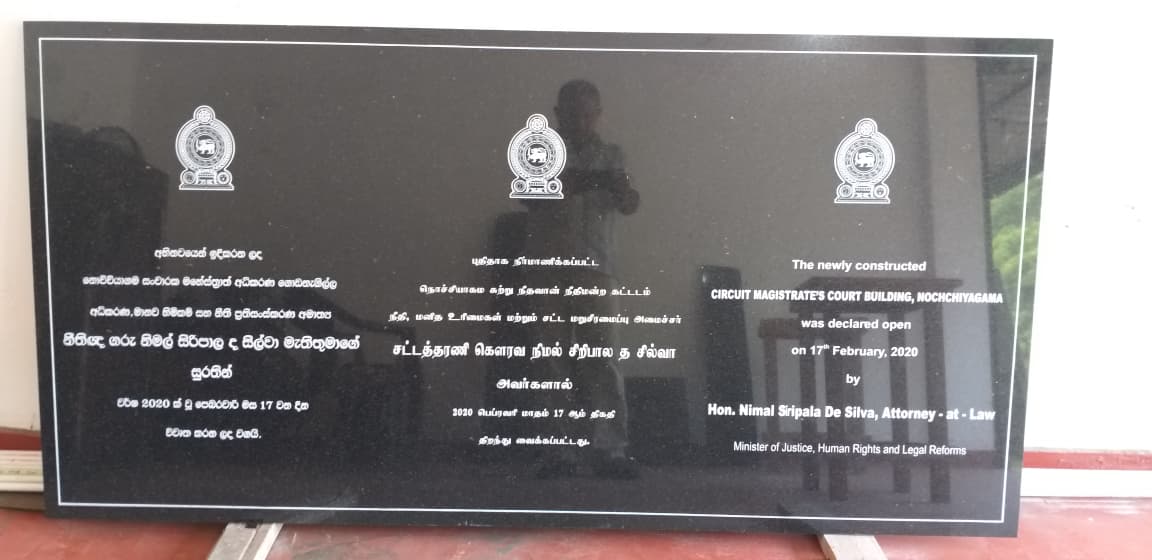 අභිනවයෙන් ඉදිකරන ලද
නොච්චියාගම සංචාරක මහේස්ත්‍රාත් අධිකරණ ගොඩනැගිල්ල
අධිකරණ, මානව හිමිකම් සහ නීති ප්‍රතිසංස්කරණ අමාත්‍ය
නීතීඥ ගරු නිමල් සිරිපාල ද සිල්වා මැතිතුමාගේ
සුරතින්
වර්ෂ 2020 ක් වූ පෙබරවාරි මස 17 වන දින
විවෘත කරන ලද වගයි.
புதிதாக நிர்மாணிக்கப்பட்ட
நொச்சியாகம சுற்று நீதவான் நீதிமன்ற கட்டடம்
நீதி, மனித உரிமைகள் மற்றும் சட்ட மறுசீரமைப்பு அமைச்சர்
சட்டத்தரணி கௌரவ நிமல் சிறிபால த சில்வா
அவர்களால்
2020 பெப்ரவரி மாதம் 17 ஆம் திகதி
திறந்து வைக்கப்பட்டது.
The newly constructed
CIRCUIT MAGISTRATE'S COURT BUILDING, NOCHCHIYAGAMA
was declared open
on 17th February, 2020
by
Hon. Nimal Siripala De Silva, Attorney - at - Law
Minister of Justice, Human Rights and Legal Reforms